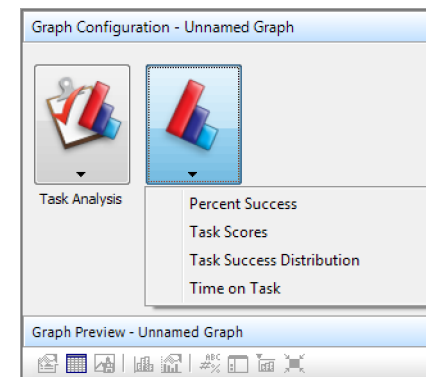 Graph Configuration - Unnamed Graph
Task Analysis
Percent Success
Task Scores
Task Success Distribution
Time on Task
Graph Preview - Unnamed Graph
ABC
#%